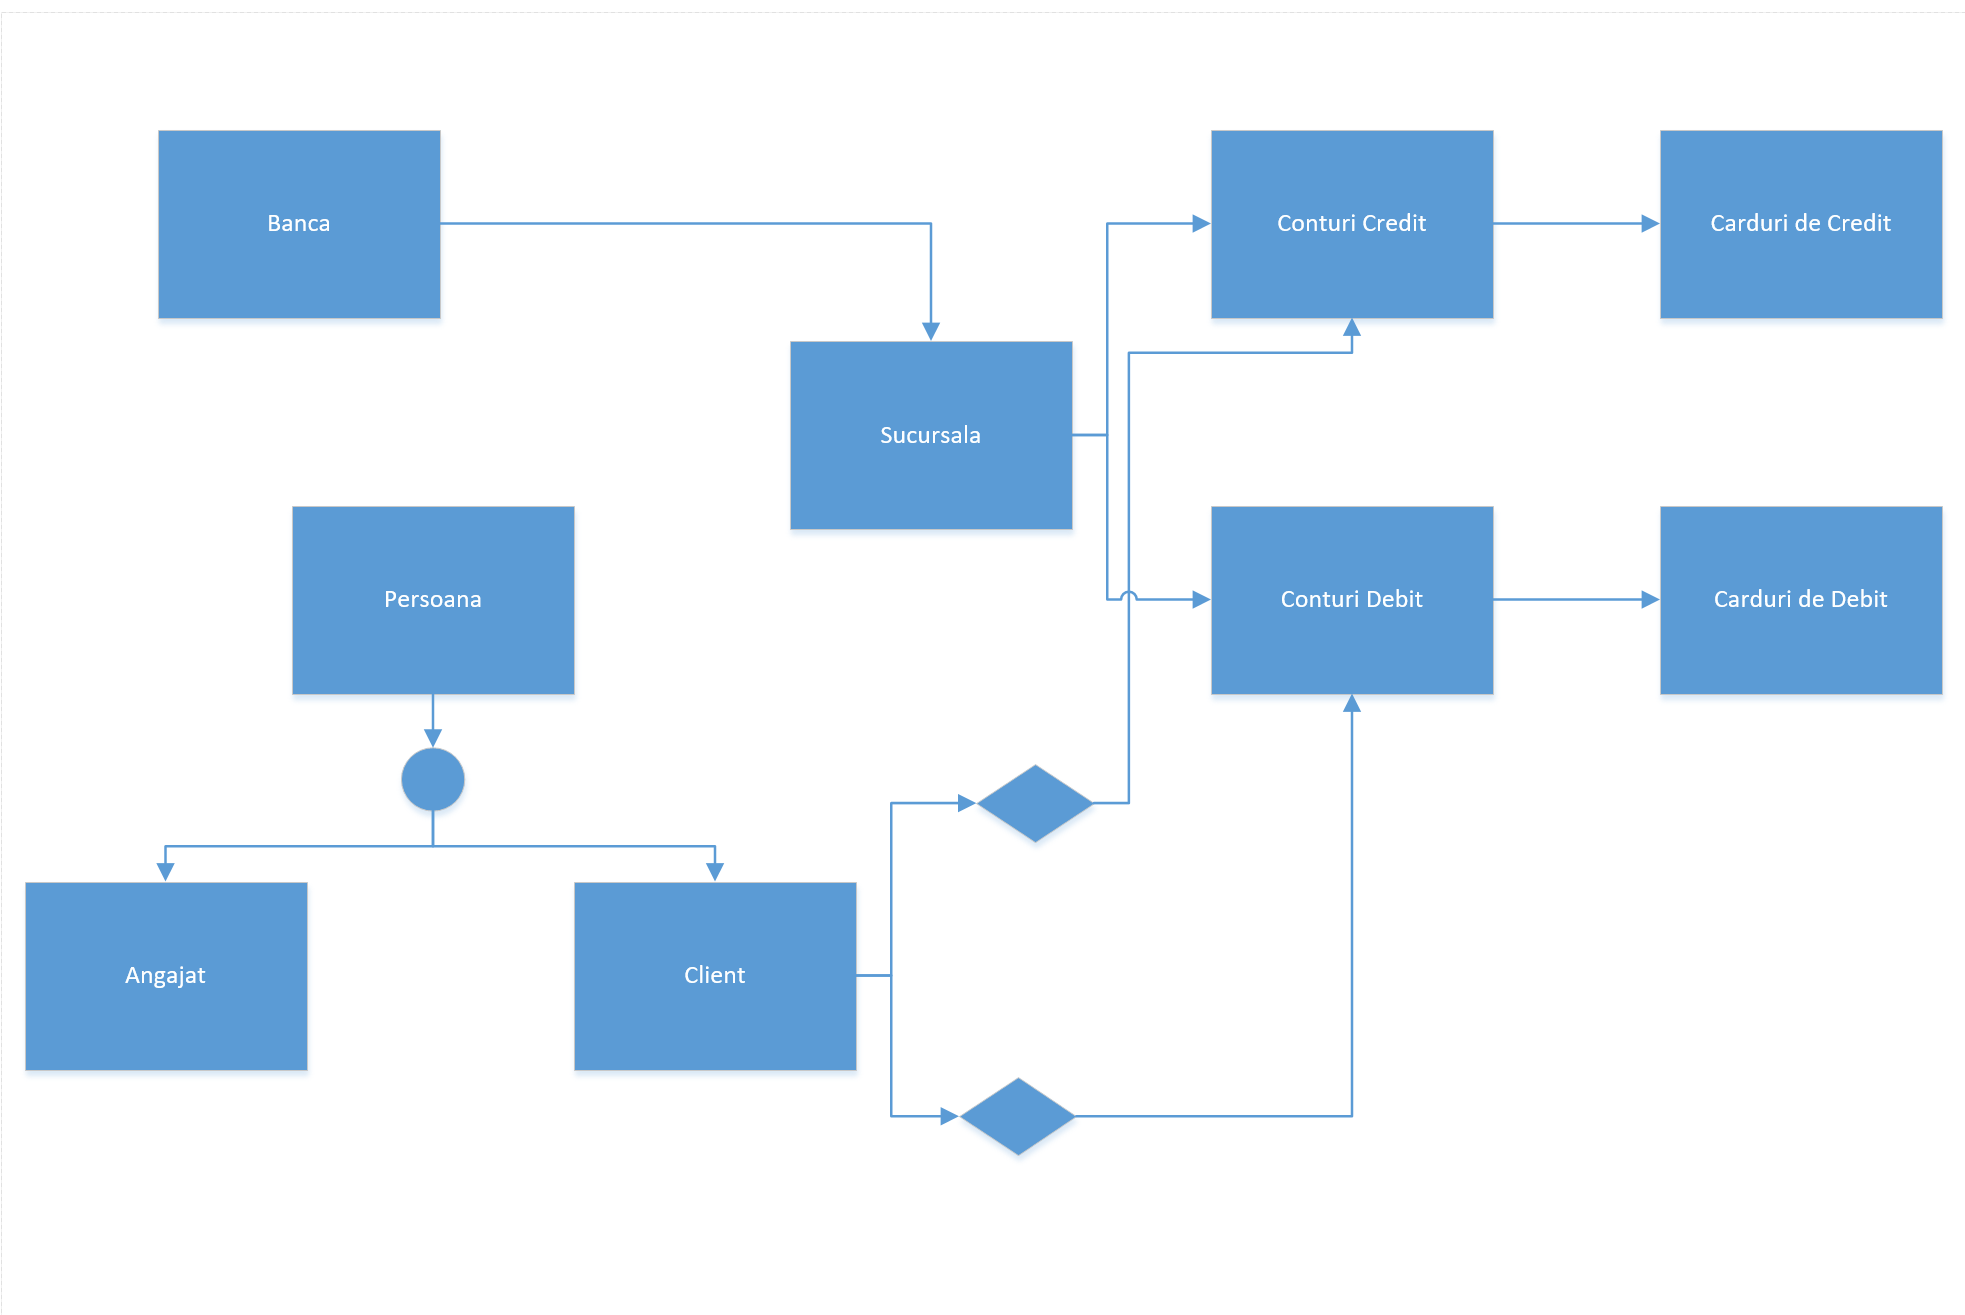 Banca
Conturi Credit
Carduri de Credit
Sucursala
Persoana
Conturi Debit
Carduri de Debit
Angajat
Client